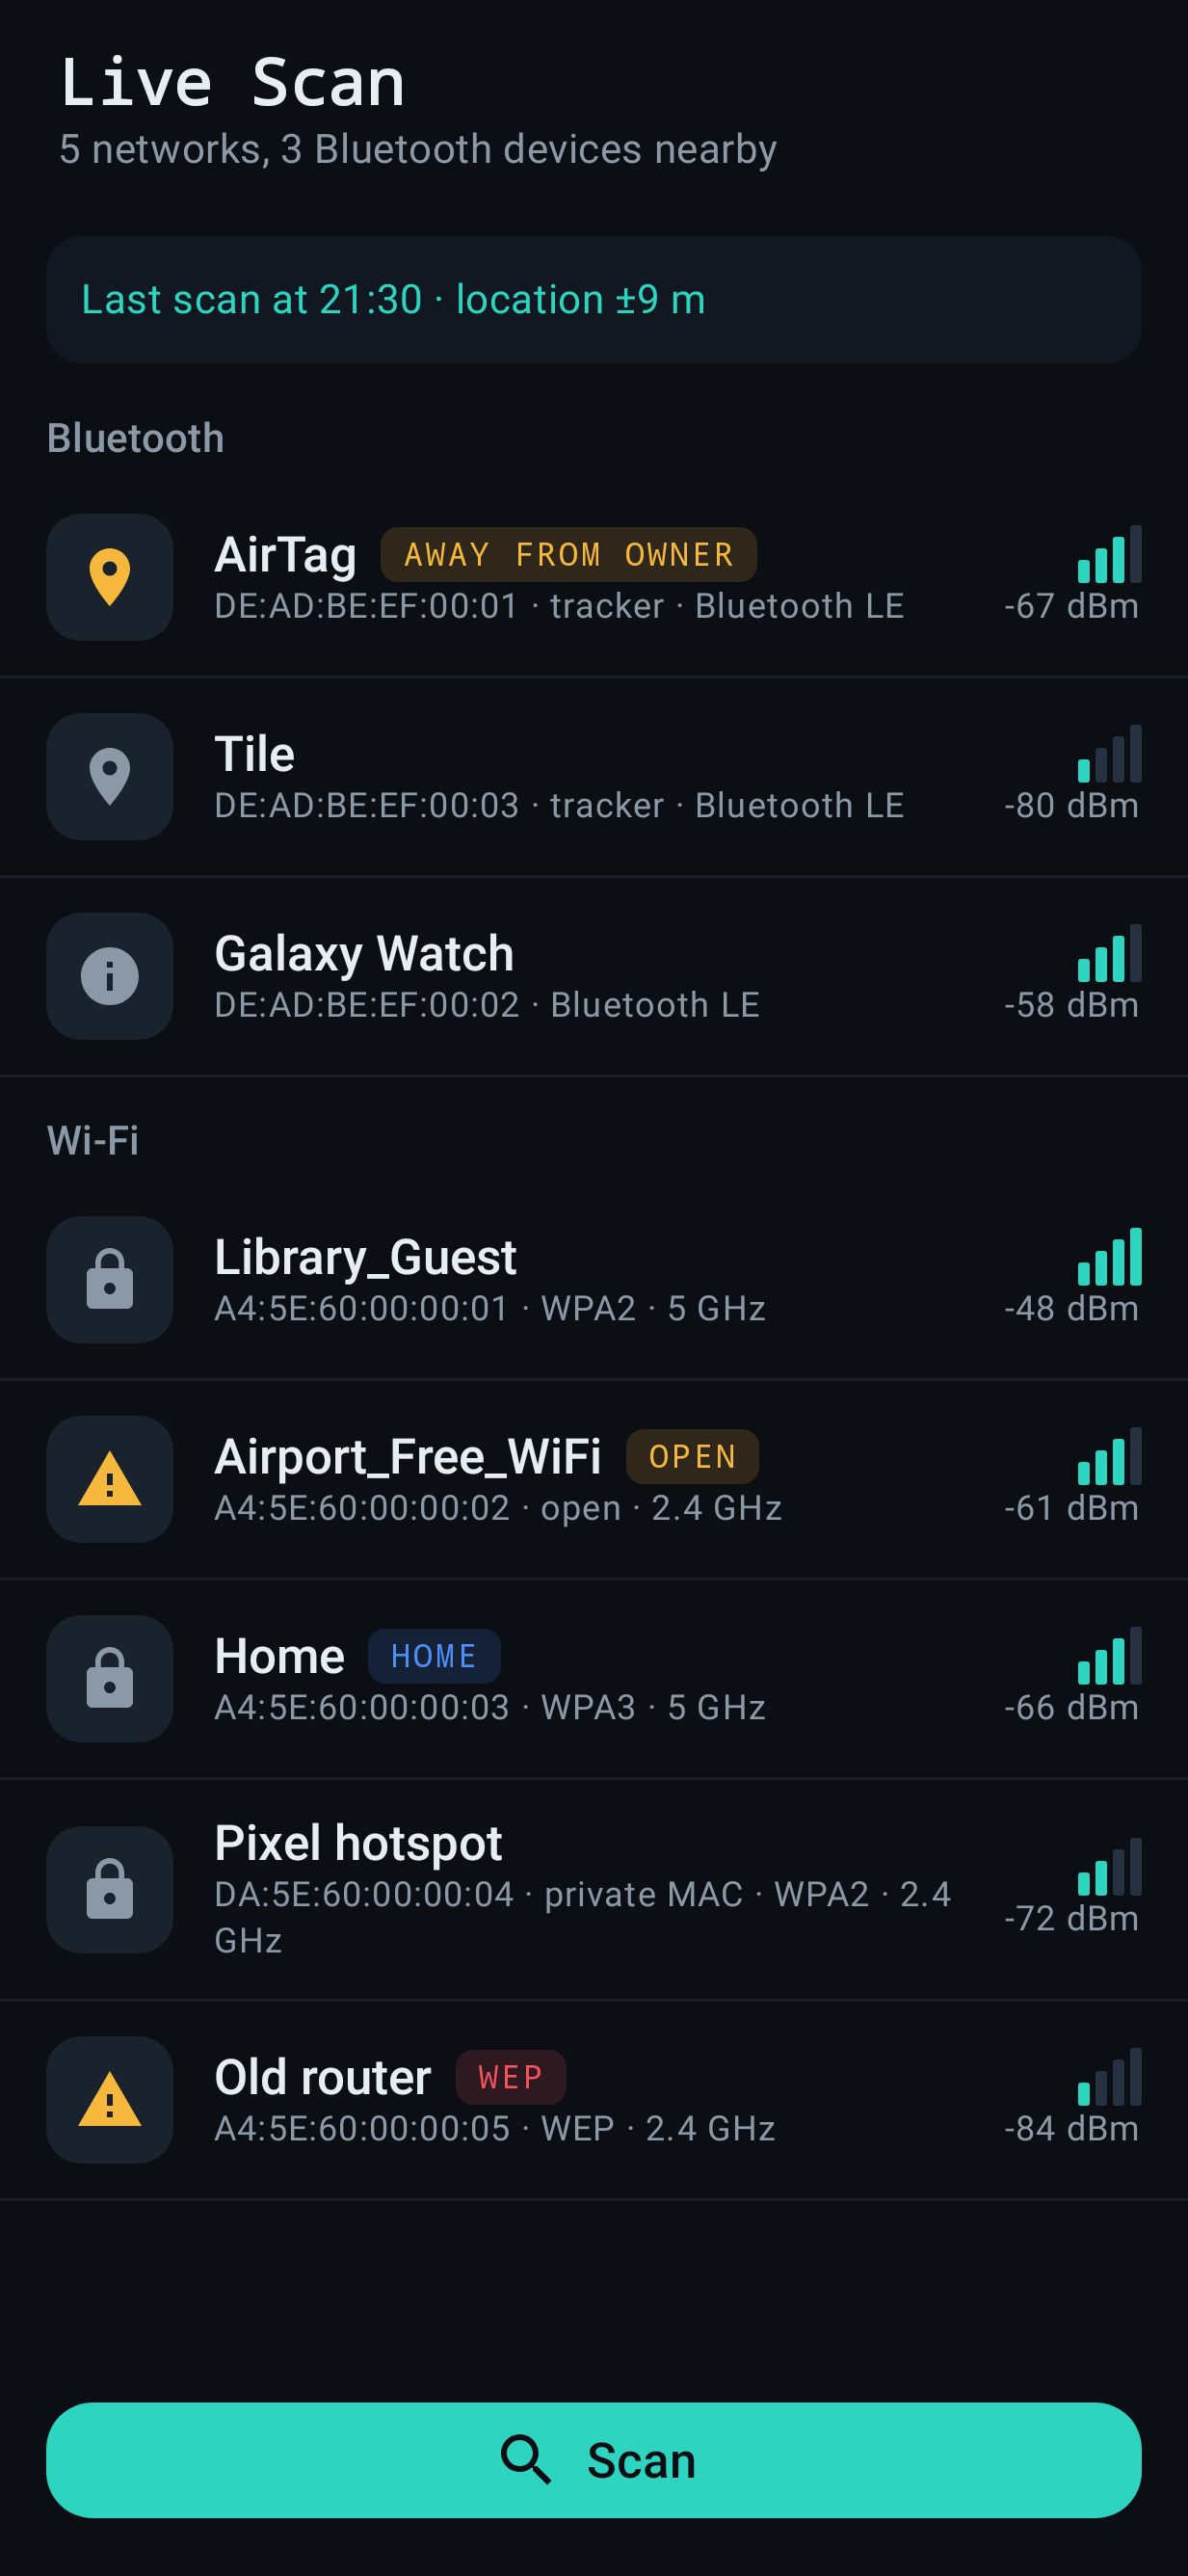 Live Scan
5 networks, 3 Bluetooth devices nearby
Last scan at 21:30 · location ±9 m
Bluetooth
AirTag AWAY FROM OWNER
DE:AD:BE:EF:00:01 · tracker · Bluetooth LE -67 dBm
Tile
DE:AD:BE:EF:00:03 · tracker · Bluetooth LE -80 dBm
Galaxy Watch
DE:AD:BE:EF:00:02 · Bluetooth LE -58 dBm
Wi-Fi
Library_Guest
A4:5E:60:00:00:01 · WPA2 · 5 GHz -48 dBm
Airport_Free_WiFi OPEN
A4:5E:60:00:00:02 · open · 2.4 GHz -61 dBm
Home HOME
A4:5E:60:00:00:03 · WPA3 · 5 GHz -66 dBm
Pixel hotspot
DA:5E:60:00:00:04 · private MAC · WPA2 · 2.4
GHz
-72 dBm
Old router WEP
A4:5E:60:00:00:05 · WEP · 2.4 GHz -84 dBm
Scan